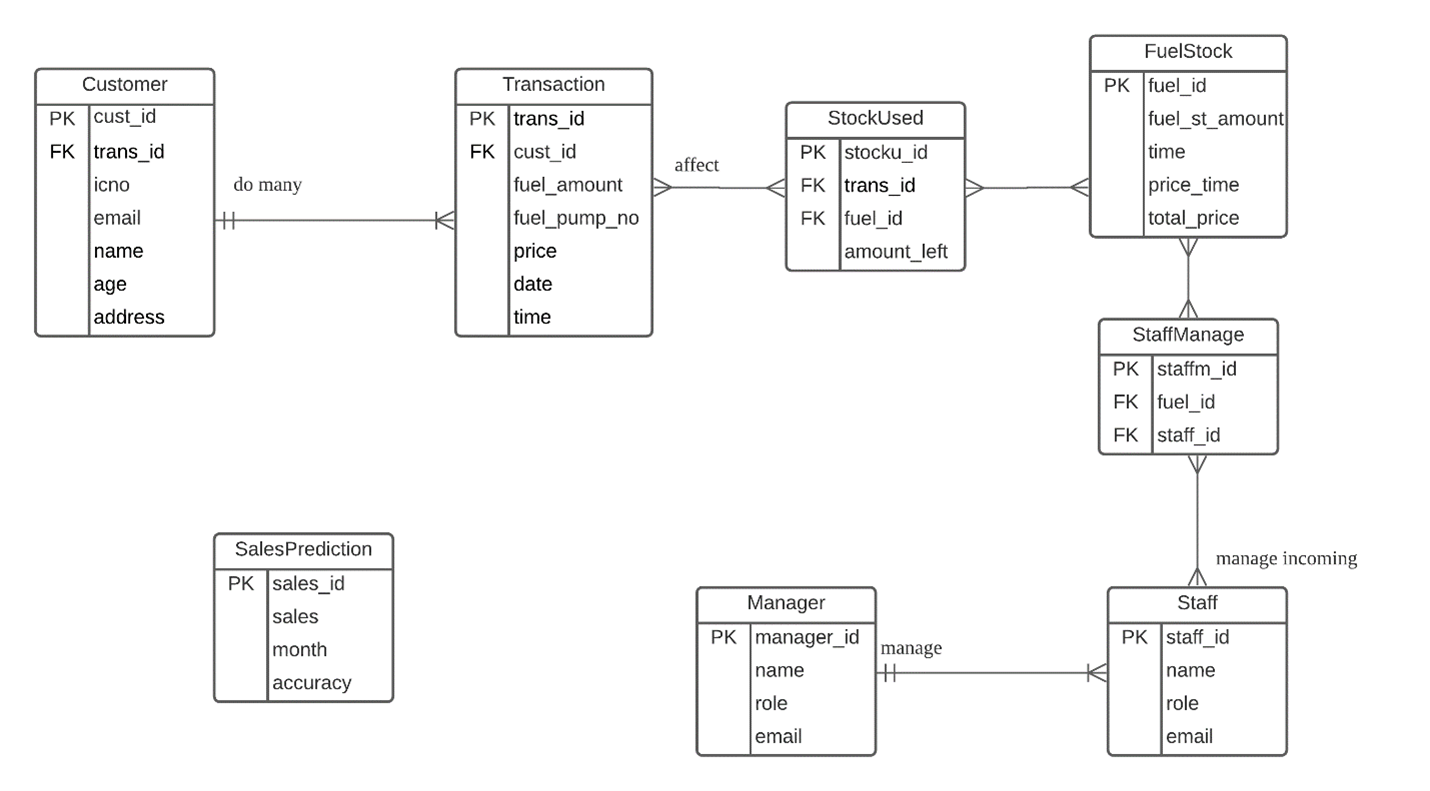 Customer
PK cust_id
FK trans_id
icno
email
name
age
address
do many
Transaction
PK trans_id
FK cust_id
fuel_amount
fuel_pump_no
price
date
time
affect
StockUsed
PK stocku_id
FK trans_id
FK fuel_id
amount_left
FuelStock
PK fuel_id
fuel_st_amount
time
price_time
total_price
StaffManage
PK staffm_id
FK fuel_id
FK staff_id
manage incoming
SalesPrediction
PK sales_id
sales
month
accuracy
Manager
PK manager_id
name
role
email
manage
Staff
PK staff_id
name
role
email